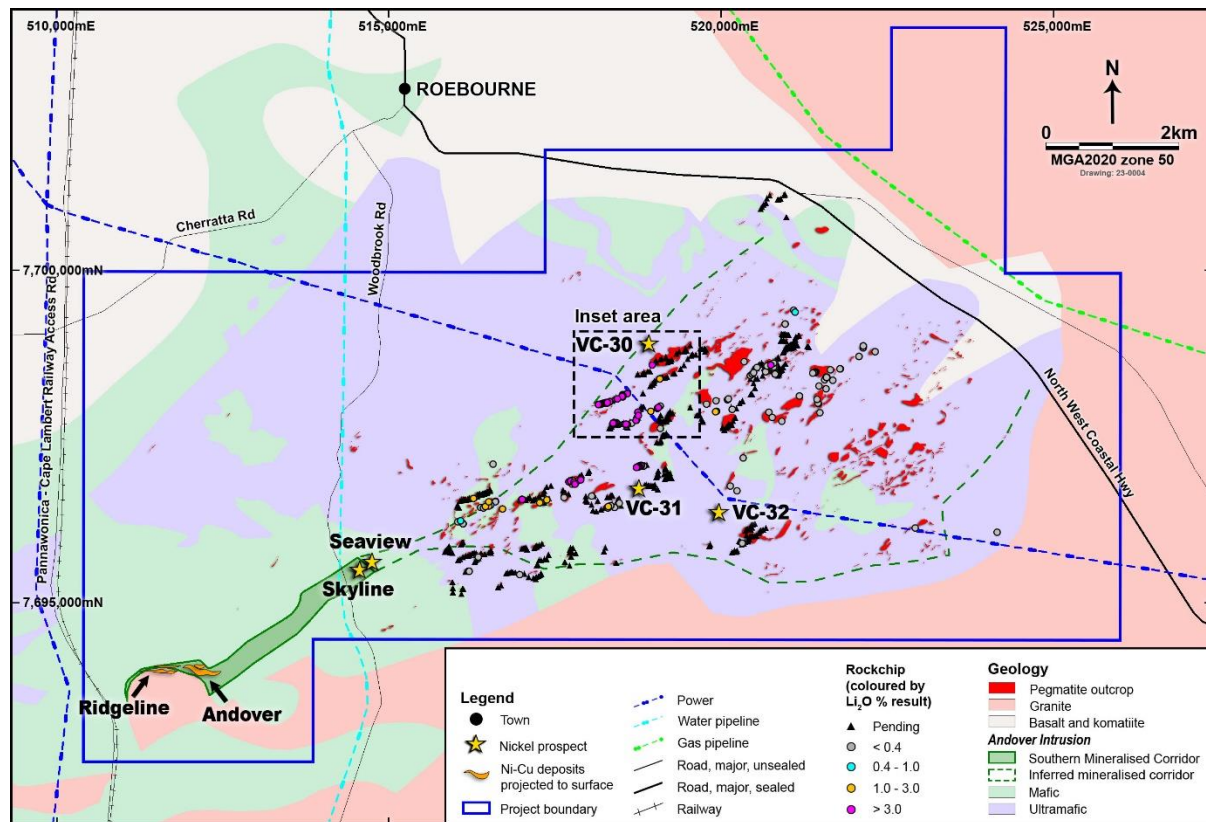 510,000mE
515,000mE
520,000mE
525,000mE
N
0 2km
MGA2020 zone 50
Drawing: 23-0004
ROEBOURNE
Cherratta Rd
Woodbrook Rd
Pannawonica - Cape Lambert Railway Access Rd
7,700,000mN
Inset area
VC-30
North West Coastal Hwy
VC-31
VC-32
Seaview
Skyline
7,695,000mN
Ridgeline
Andover
Legend
Town
Nickel prospect
Ni-Cu deposits
projected to surface
Project boundary
Power
Water pipeline
Gas pipeline
Road, major, unsealed
Road, major, sealed
Railway
Rockchip
(coloured by
Li₂O % result)
Pending
< 0.4
0.4 - 1.0
1.0 - 3.0
> 3.0
Geology
Pegmatite outcrop
Granite
Basalt and komatiite
Andover Intrusion
Southern Mineralised Corridor
Inferred mineralised corridor
Mafic
Ultramafic